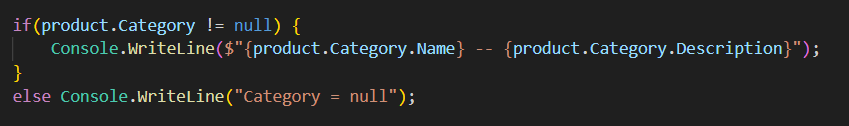 if(product.Category != null) {
    Console.WriteLine($"{product.Category.Name} -- {product.Category.Description}");
}
else Console.WriteLine("Category = null");